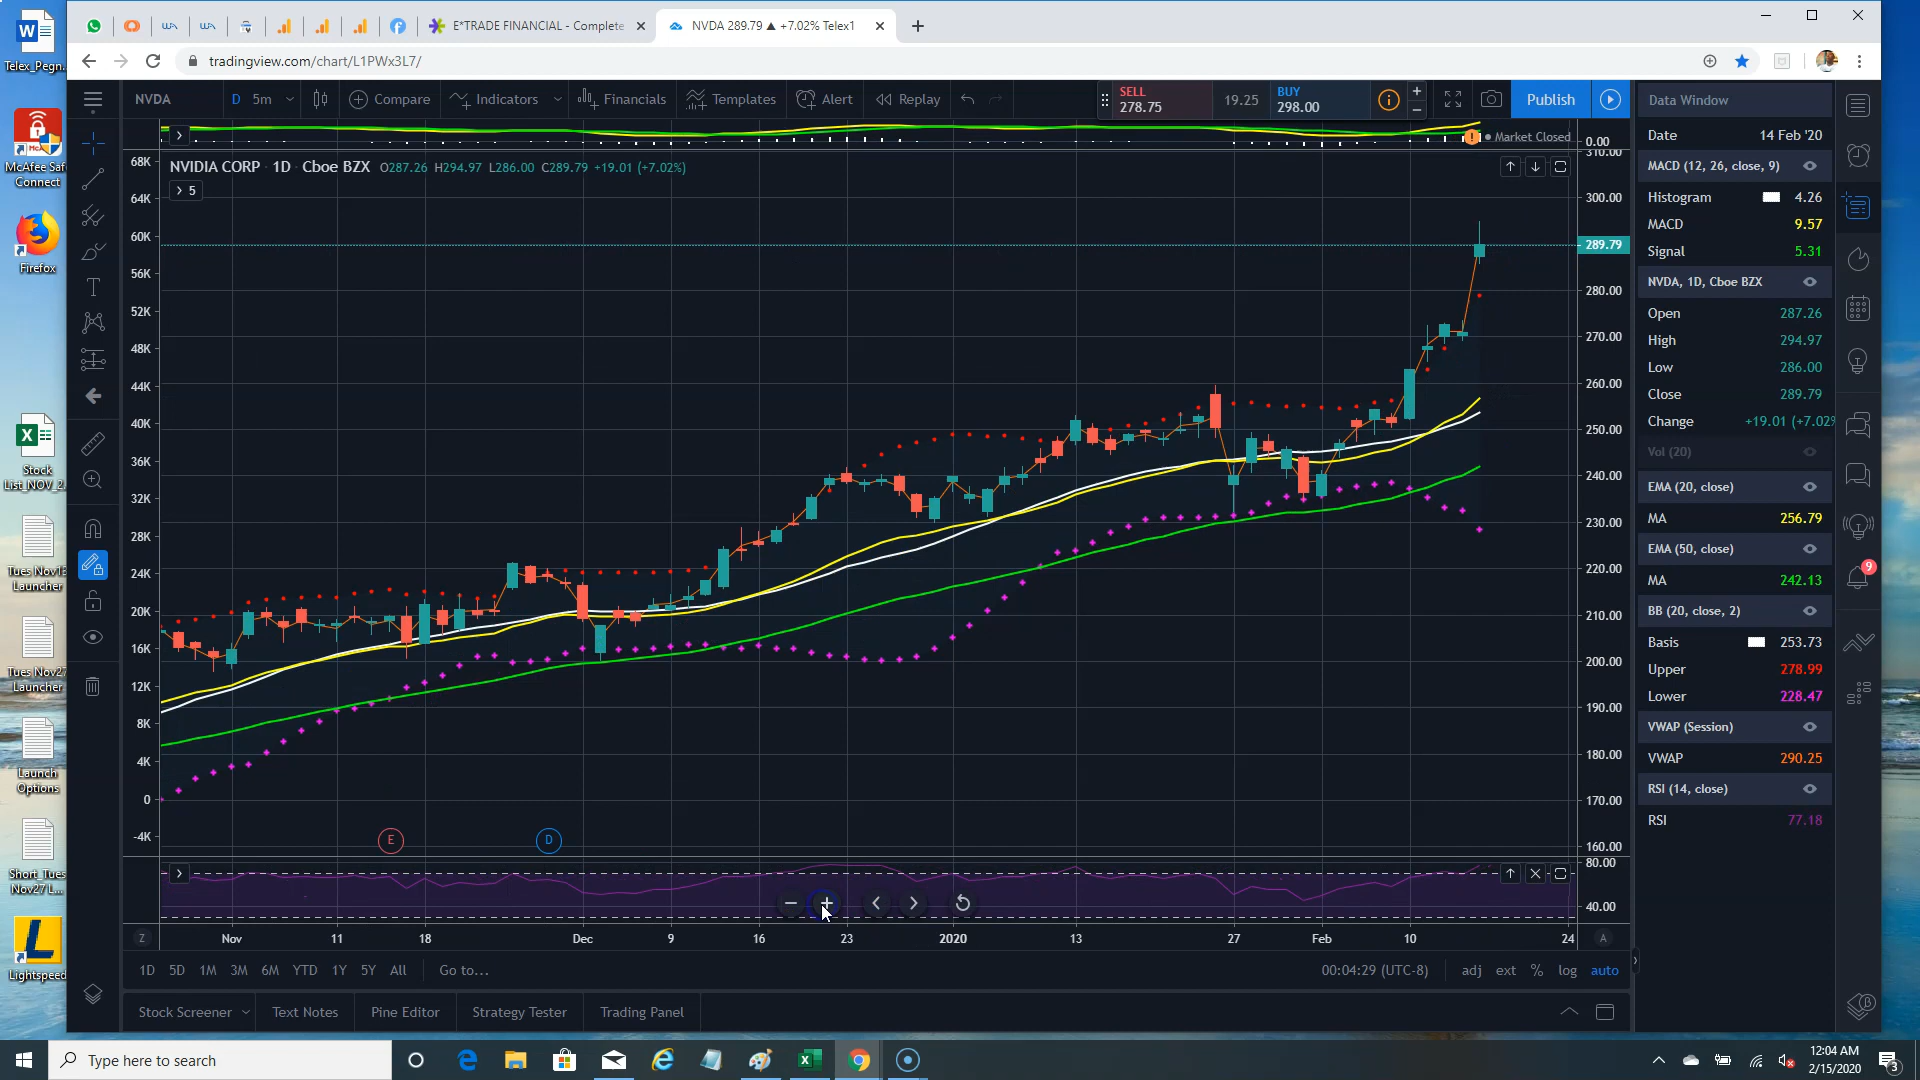 E*TRADE FINANCIAL - Complete
NVDA 289.79 ▲ +7.02% Telex1
tradingview.com/chart/L1PWx3L7/
Telex_Pegn...
McAfee Saf
Connect
Firefox
Stock
List_NOV_2...
Launcher
Tues Nov27
Launcher
Launch
Options
Short_Tues
Nov27 L...
Lightspeed
NVDA
D 5m
Compare
Indicators
Financials
Templates
Alert
Replay
SELL
278.75
19.25
BUY
298.00
Publish
Market Closed
0.00
NVIDIA CORP 1D Cboe BZX O287.26 H294.97 L286.00 C289.79 +19.01 (+7.02%)
5
68K
64K
60K
56K
52K
48K
44K
40K
36K
32K
28K
24K
20K
16K
12K
8K
4K
0
-4K
310.00
300.00
289.79
280.00
270.00
260.00
250.00
240.00
230.00
220.00
210.00
200.00
190.00
180.00
170.00
160.00
E
D
80.00
40.00
Z
Nov 11 18 Dec 9 16 23 2020 13 27 Feb 10 24
A
1D 5D 1M 3M 6M YTD 1Y 5Y All Go to...
00:04:29 (UTC-8) adj ext % log auto
Stock Screener Text Notes Pine Editor Strategy Tester Trading Panel
Data Window
Date 14 Feb '20
MACD (12, 26, close, 9)
Histogram 4.26
MACD 9.57
Signal 5.31
NVDA, 1D, Cboe BZX
Open 287.26
High 294.97
Low 286.00
Close 289.79
Change +19.01 (+7.02%
Vol (20)
EMA (20, close)
MA 256.79
EMA (50, close)
MA 242.13
BB (20, close, 2)
Basis 253.73
Upper 278.99
Lower 228.47
VWAP (Session)
VWAP 290.25
RSI (14, close)
RSI 77.18
9
Type here to search
12:04 AM
2/15/2020
3